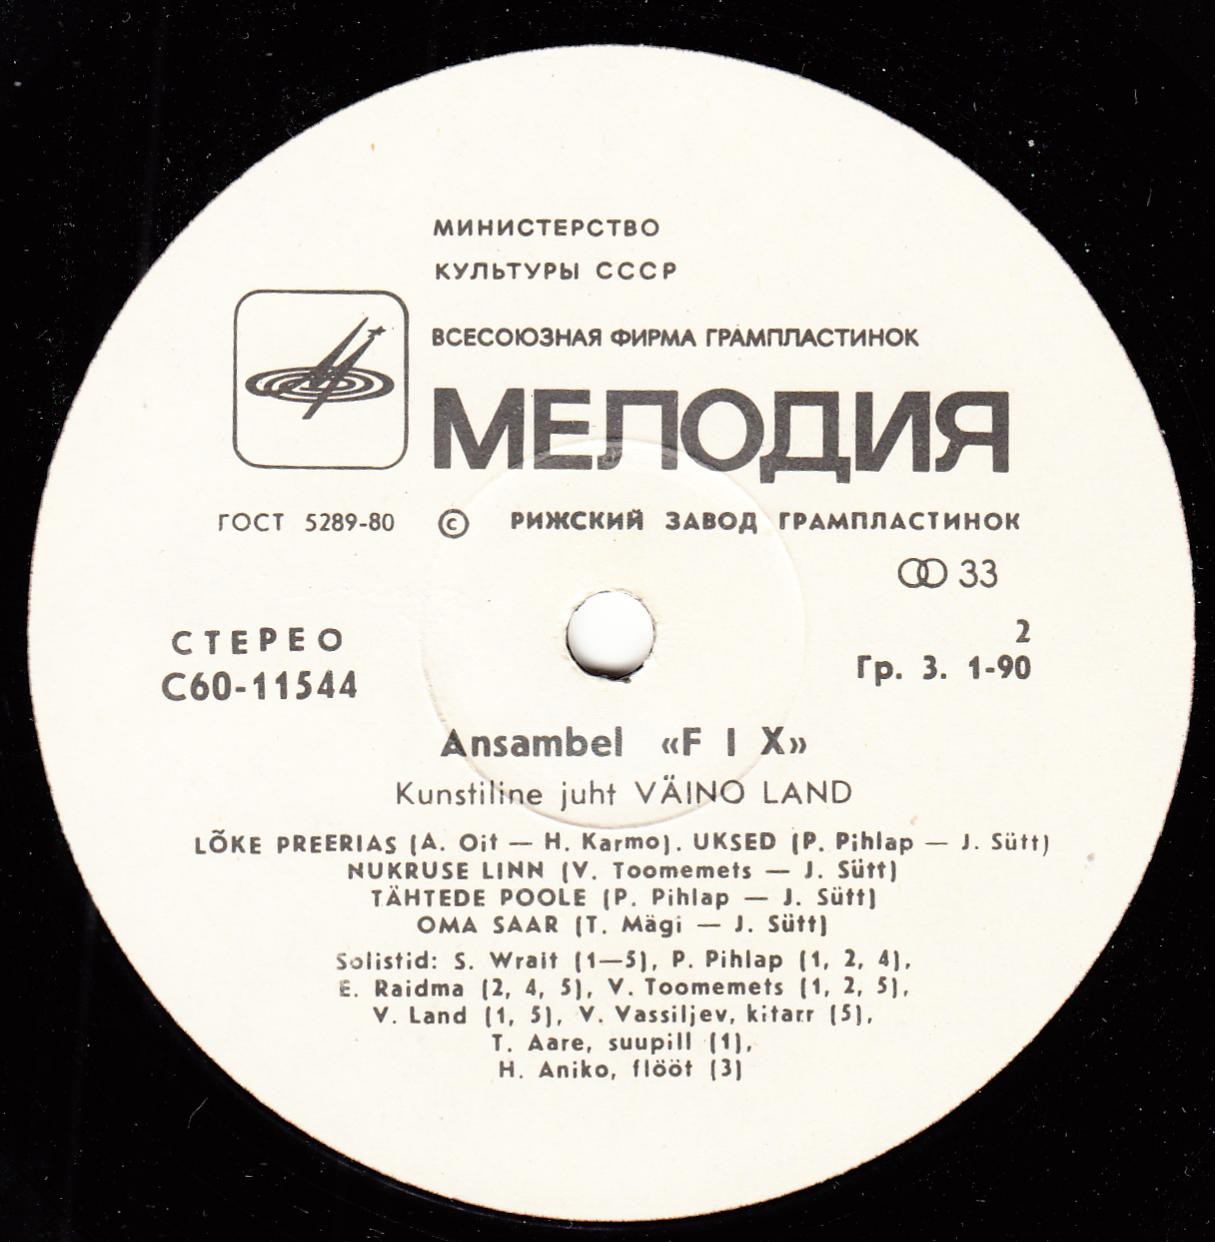 МИНИСТЕРСТВО
КУЛЬТУРЫ СССР
ВСЕСОЮЗНАЯ ФИРМА ГРАМПЛАСТИНОК
МЕЛОДИЯ
ГОСТ 5289-80 © РИЖСКИЙ ЗАВОД ГРАМПЛАСТИНОК
33
СТЕРЕО 2
С60-11544 Гр. 3. 1-90
Ansambel «F I X»
Kunstiline juht VÄINO LAND
LÕKE PREERIAS (A. Oit — H. Karmo). UKSED (P. Pihlap — J. Sütt)
NUKRUSE LINN (V. Toomemets — J. Sütt)
TÄHTEDE POOLE (P. Pihlap — J. Sütt)
OMA SAAR (T. Mägi — J. Sütt)
Solistid: S. Wrait (1—5), P. Pihlap (1, 2, 4),
E. Raidma (2, 4, 5), V. Toomemets (1, 2, 5),
V. Land (1, 5), V. Vassiljev, kitarr (5),
T. Aare, suupill (1),
H. Aniko, flööt (3)